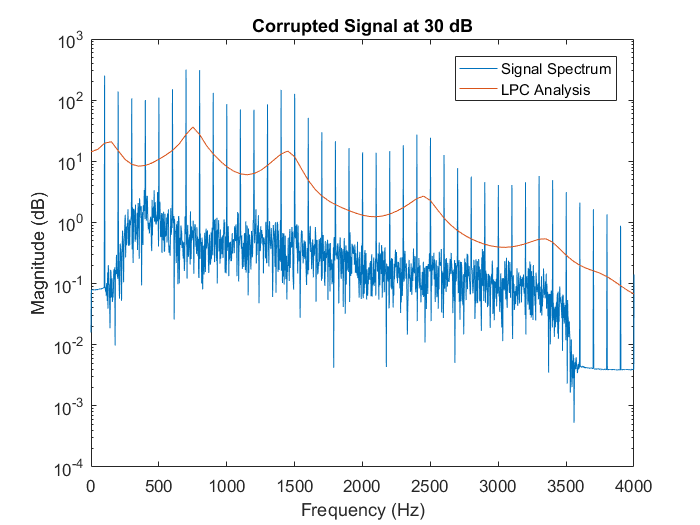 Corrupted Signal at 30 dB
Signal Spectrum
LPC Analysis
Magnitude (dB)
10^3
10^2
10^1
10^0
10^-1
10^-2
10^-3
10^-4
0 500 1000 1500 2000 2500 3000 3500 4000
Frequency (Hz)